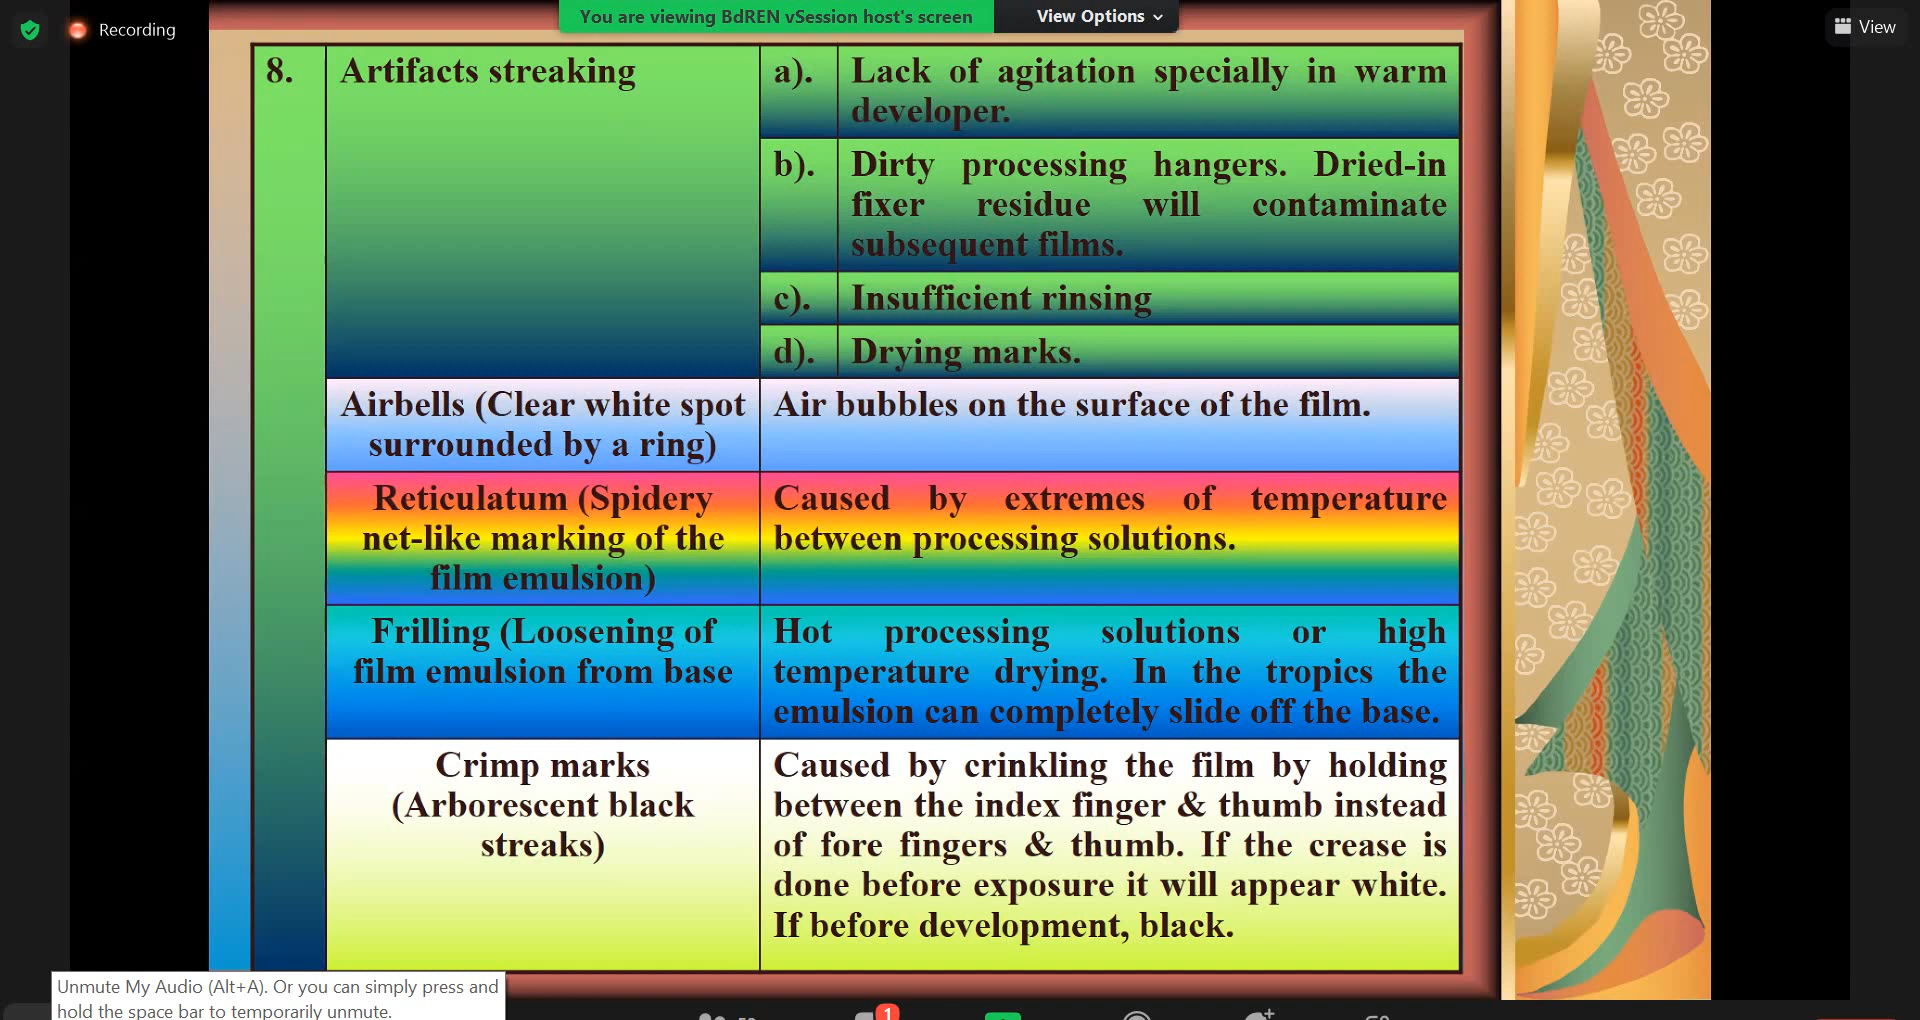 Recording
You are viewing BdREN vSession host's screen
View Options
View
8.
Artifacts streaking
a).
Lack of agitation specially in warm
developer.
b).
Dirty processing hangers. Dried-in
fixer residue will contaminate
subsequent films.
c).
Insufficient rinsing
d).
Drying marks.
Airbells (Clear white spot
surrounded by a ring)
Air bubbles on the surface of the film.
Reticulatum (Spidery
net-like marking of the
film emulsion)
Caused by extremes of temperature
between processing solutions.
Frilling (Loosening of
film emulsion from base
Hot processing solutions or high
temperature drying. In the tropics the
emulsion can completely slide off the base.
Crimp marks
(Arborescent black
streaks)
Caused by crinkling the film by holding
between the index finger & thumb instead
of fore fingers & thumb. If the crease is
done before exposure it will appear white.
If before development, black.
Unmute My Audio (Alt+A). Or you can simply press and
hold the space bar to temporarily unmute.
1